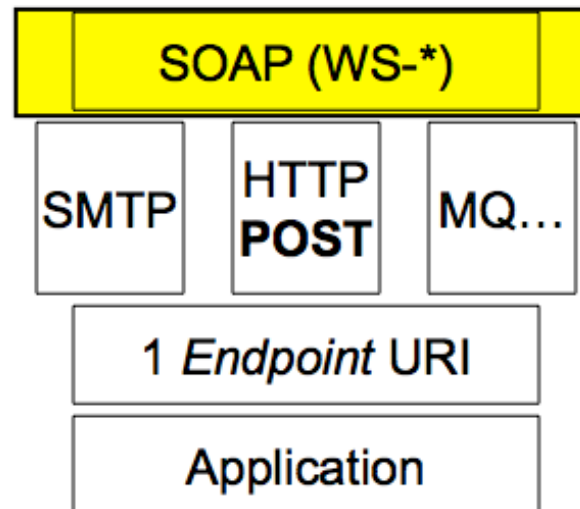 SOAP (WS-*)
SMTP
HTTP
POST
MQ…
1 Endpoint URI
Application